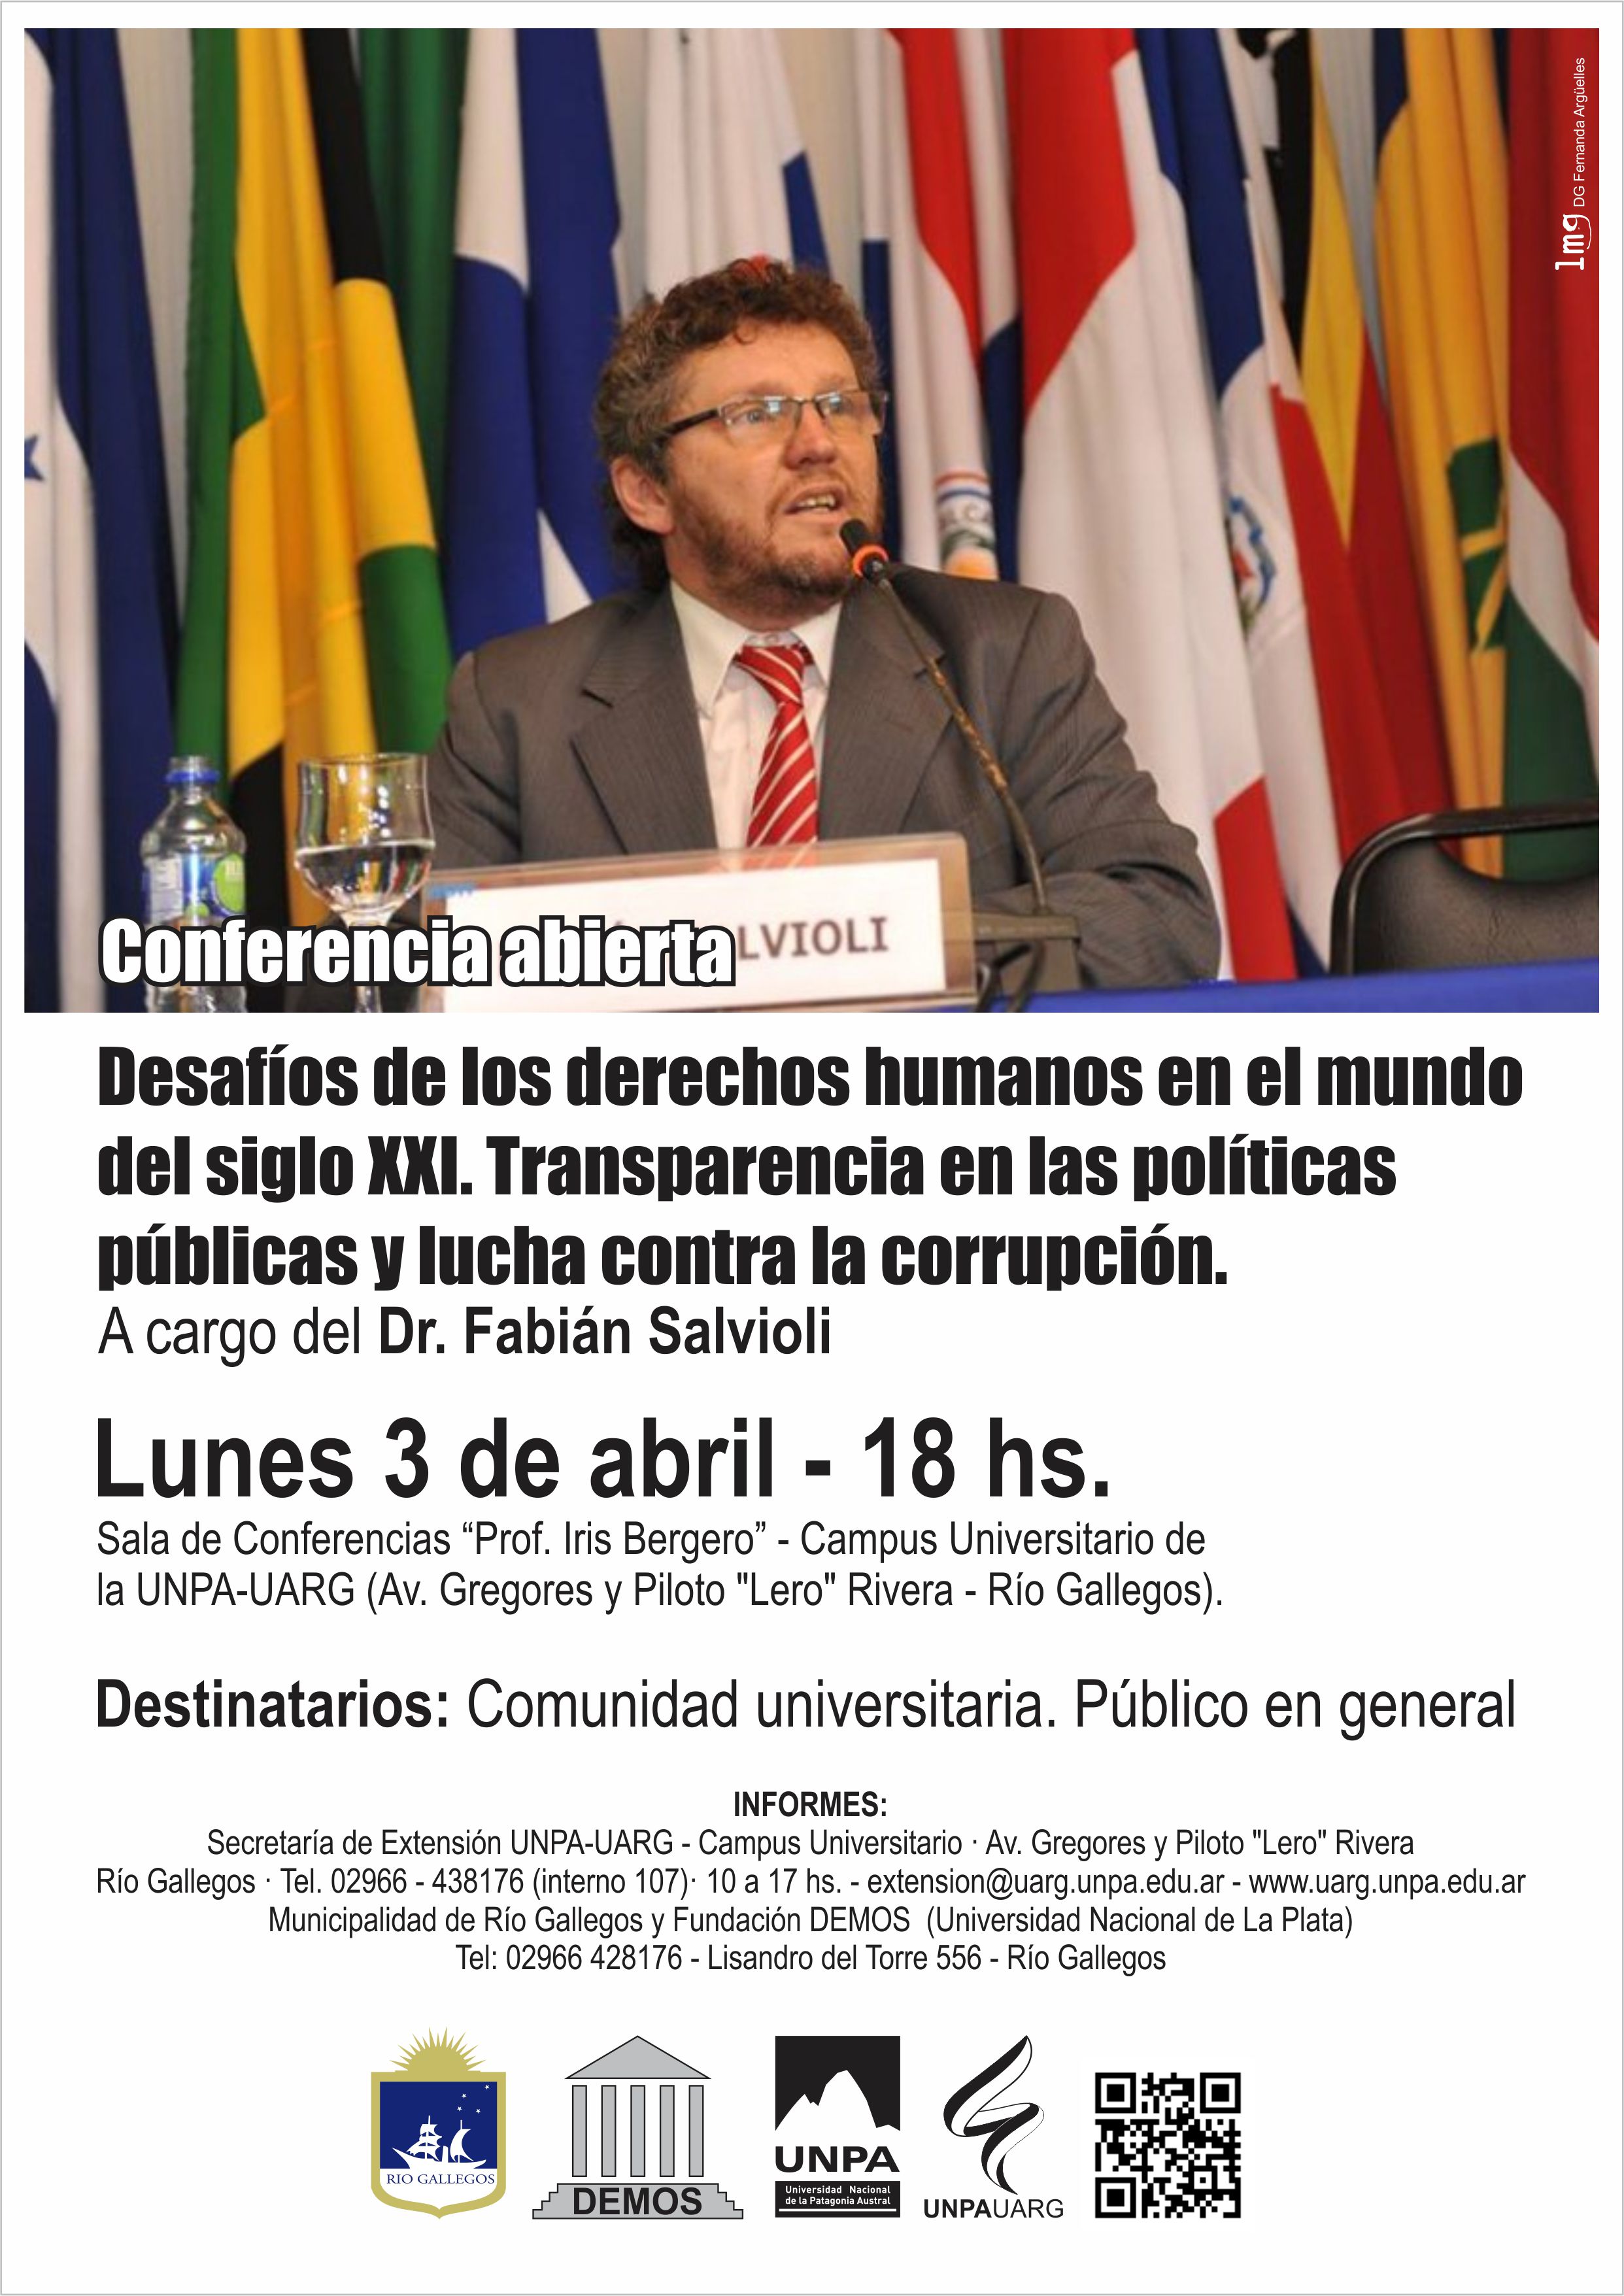 lmg DG Fernanda Argüelles
LVIOLI
Conferencia abierta
Desafíos de los derechos humanos en el mundo
del siglo XXI. Transparencia en las políticas
públicas y lucha contra la corrupción.
A cargo del Dr. Fabián Salvioli
Lunes 3 de abril - 18 hs.
Sala de Conferencias “Prof. Iris Bergero” - Campus Universitario de
la UNPA-UARG (Av. Gregores y Piloto "Lero" Rivera - Río Gallegos).
Destinatarios: Comunidad universitaria. Público en general
INFORMES:
Secretaría de Extensión UNPA-UARG - Campus Universitario · Av. Gregores y Piloto "Lero" Rivera
Río Gallegos · Tel. 02966 - 438176 (interno 107)· 10 a 17 hs. - extension@uarg.unpa.edu.ar - www.uarg.unpa.edu.ar
Municipalidad de Río Gallegos y Fundación DEMOS (Universidad Nacional de La Plata)
Tel: 02966 428176 - Lisandro del Torre 556 - Río Gallegos
RIO GALLEGOS
DEMOS
UNPA
Universidad Nacional
de la Patagonia Austral
UNPAUARG